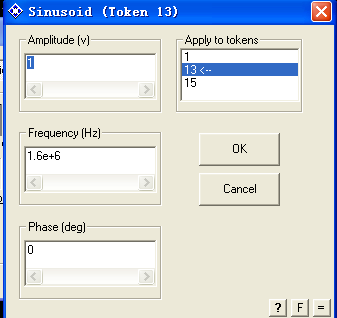 Sinusoid (Token 13)
Amplitude (v)
1
Frequency (Hz)
1.6e+6
Phase (deg)
0
Apply to tokens
1
13 <--
15
OK
Cancel
? F =